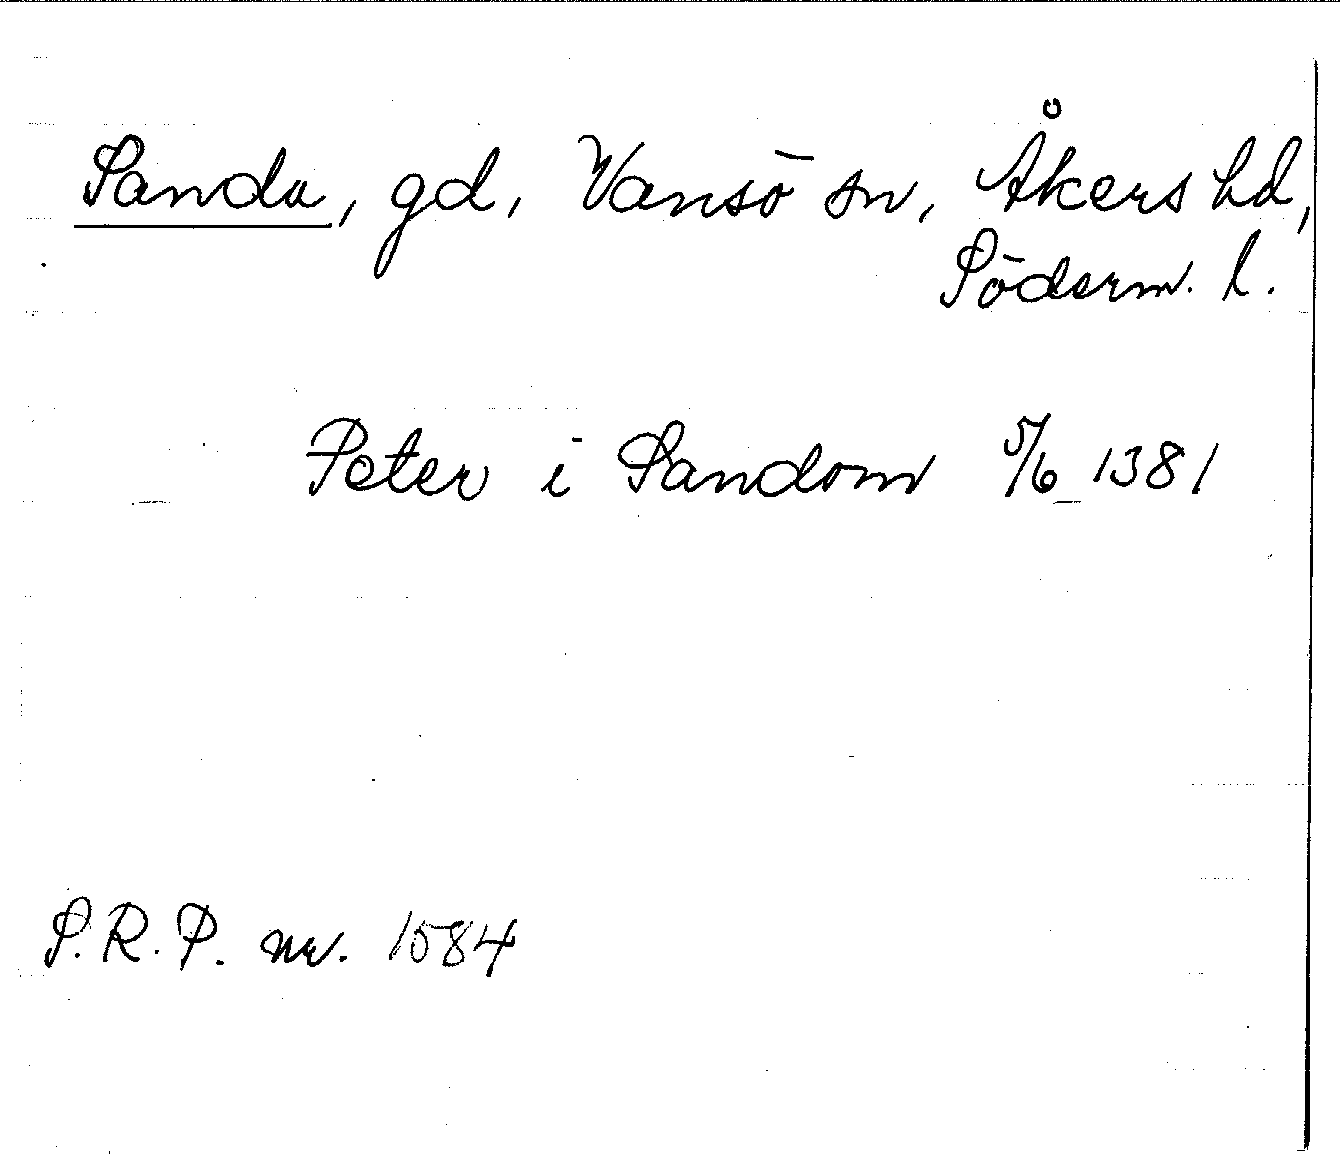 Sanda, gd, Vansö sn, Åkers hd,
Söderm. l.
Peter i Sandom 5/6 1381
S.R.P. nr. 1584